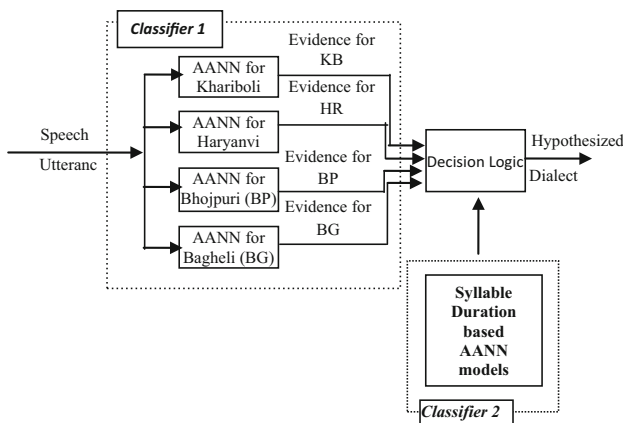 Classifier 1
Evidence for
KB
AANN for
Khariboli
Evidence for
HR
AANN for
Haryanvi
Speech
Utteranc
Evidence for
BP
AANN for
Bhojpuri (BP)
Evidence for
BG
AANN for
Bagheli (BG)
Decision Logic
Hypothesized
Dialect
Syllable
Duration
based
AANN
models
Classifier 2